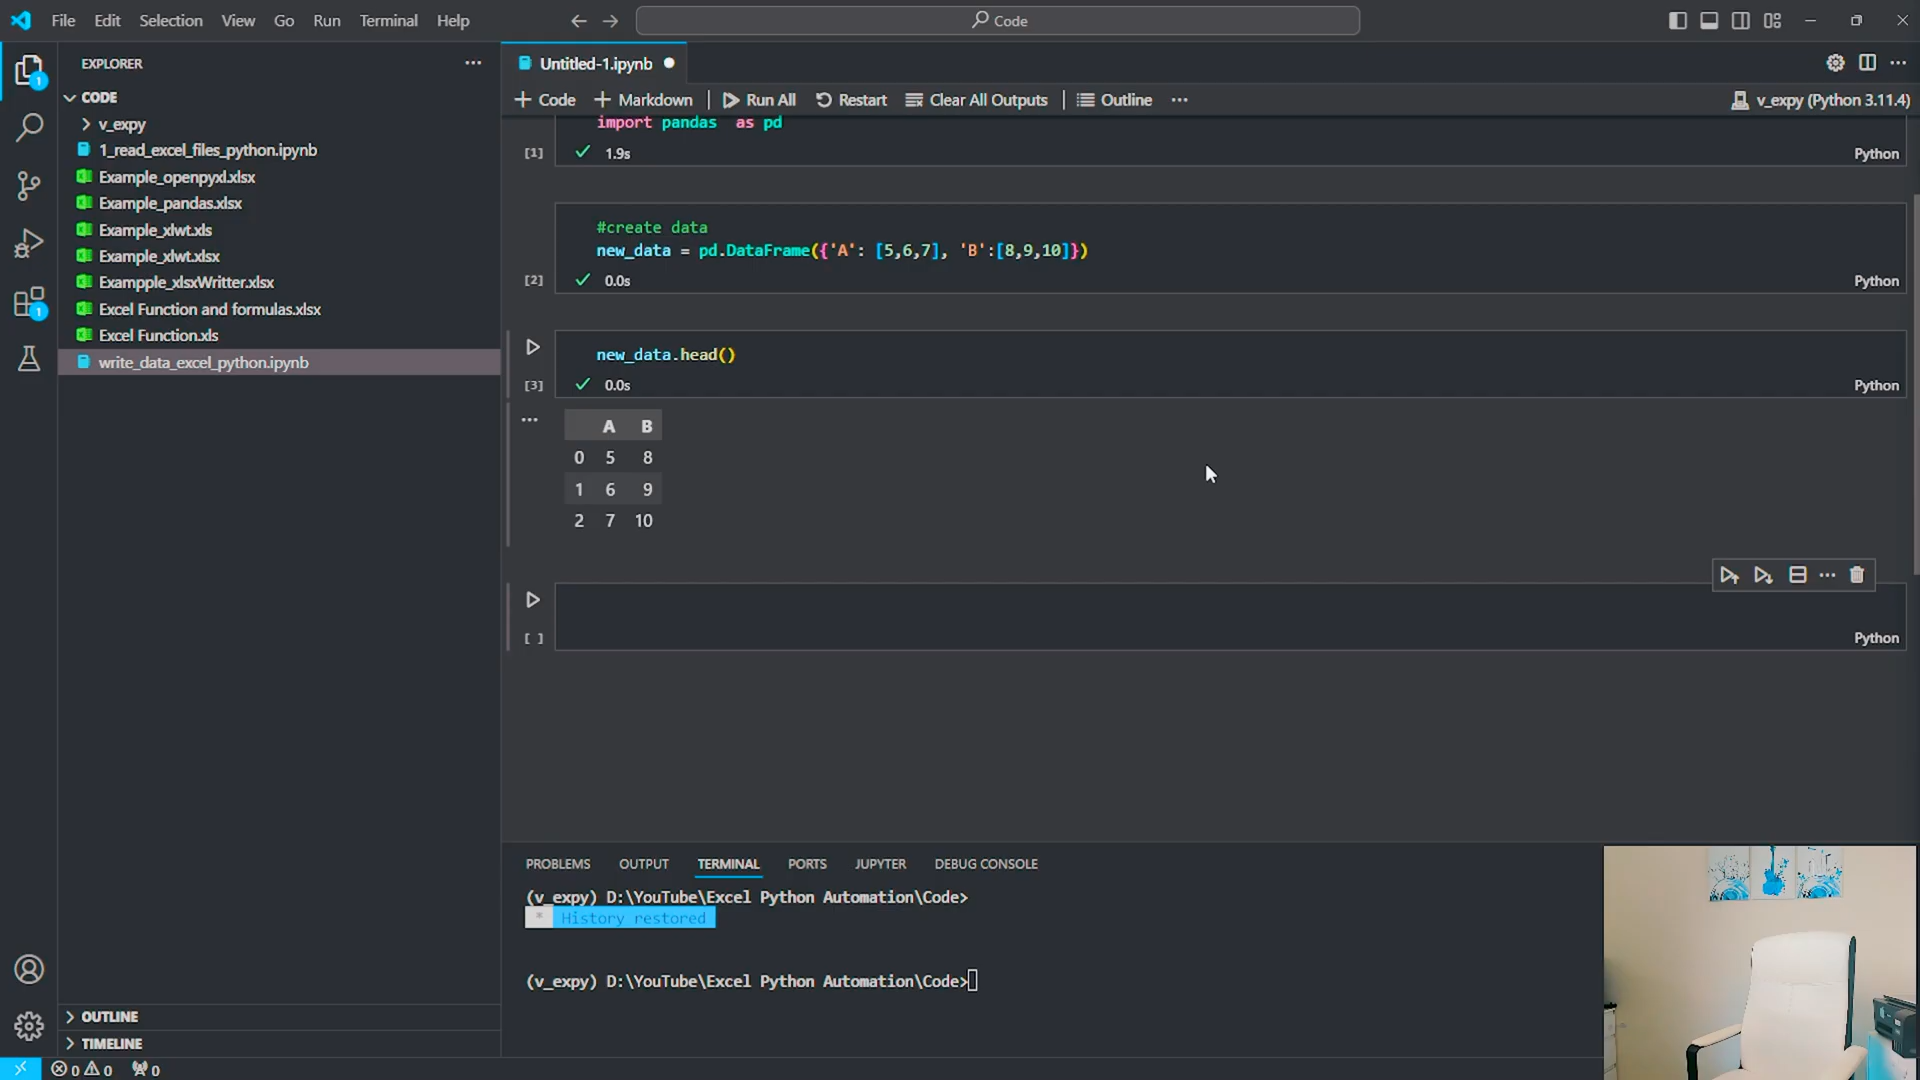 File Edit Selection View Go Run Terminal Help
Code
EXPLORER
Untitled-1.ipynb
CODE
Code Markdown Run All Restart Clear All Outputs Outline
v_expy (Python 3.11.4)
v_expy
1_read_excel_files_python.ipynb
Example_openpyxl.xlsx
Example_pandas.xlsx
Example_xlwt.xls
Example_xlwt.xlsx
Exampple_xlsxWritter.xlsx
Excel Function and formulas.xlsx
Excel Function.xls
write_data_excel_python.ipynb
import pandas as pd
[1] 1.9s Python
#create data
new_data = pd.DataFrame({'A': [5,6,7], 'B':[8,9,10]})
[2] 0.0s Python
new_data.head()
[3] 0.0s Python
A B
0 5 8
1 6 9
2 7 10
[ ] Python
PROBLEMS OUTPUT TERMINAL PORTS JUPYTER DEBUG CONSOLE
(v_expy) D:\YouTube\Excel Python Automation\Code>
* History restored
(v_expy) D:\YouTube\Excel Python Automation\Code>
OUTLINE
TIMELINE
0 0 0
1
1